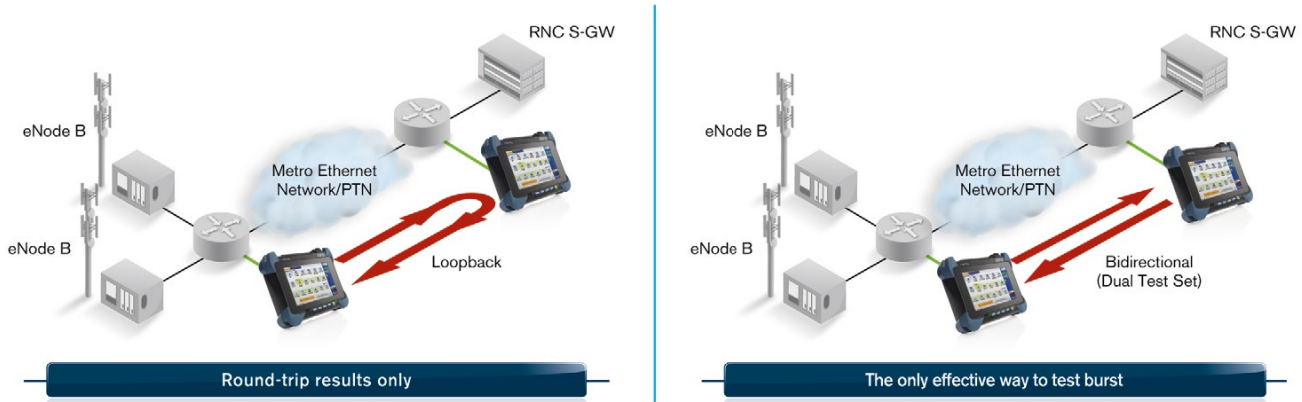 RNC S-GW
eNode B
Metro Ethernet
Network/PTN
eNode B
Loopback
Round-trip results only
RNC S-GW
eNode B
Metro Ethernet
Network/PTN
eNode B
Bidirectional
(Dual Test Set)
The only effective way to test burst